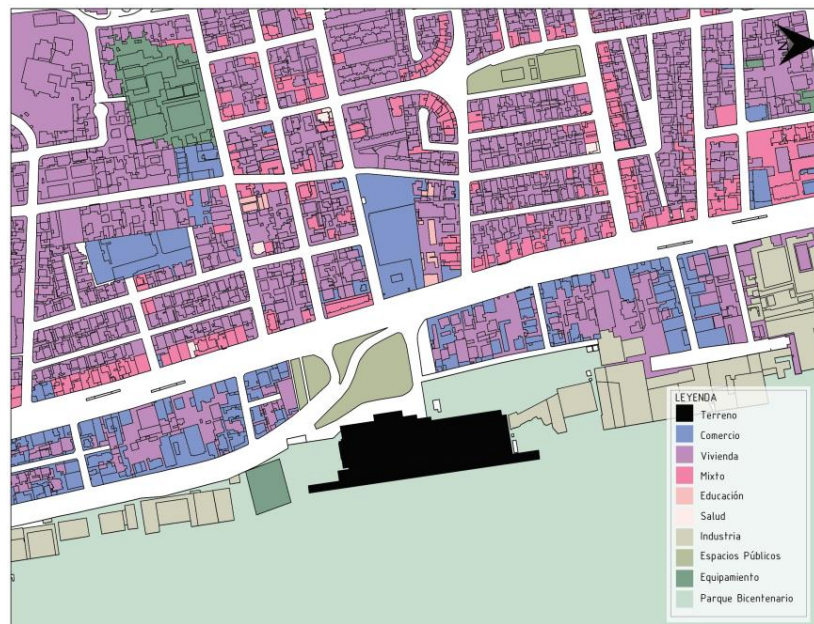 N
LEYENDA
Terreno
Comercio
Vivienda
Mixto
Educación
Salud
Industria
Espacios Públicos
Equipamiento
Parque Bicentenario